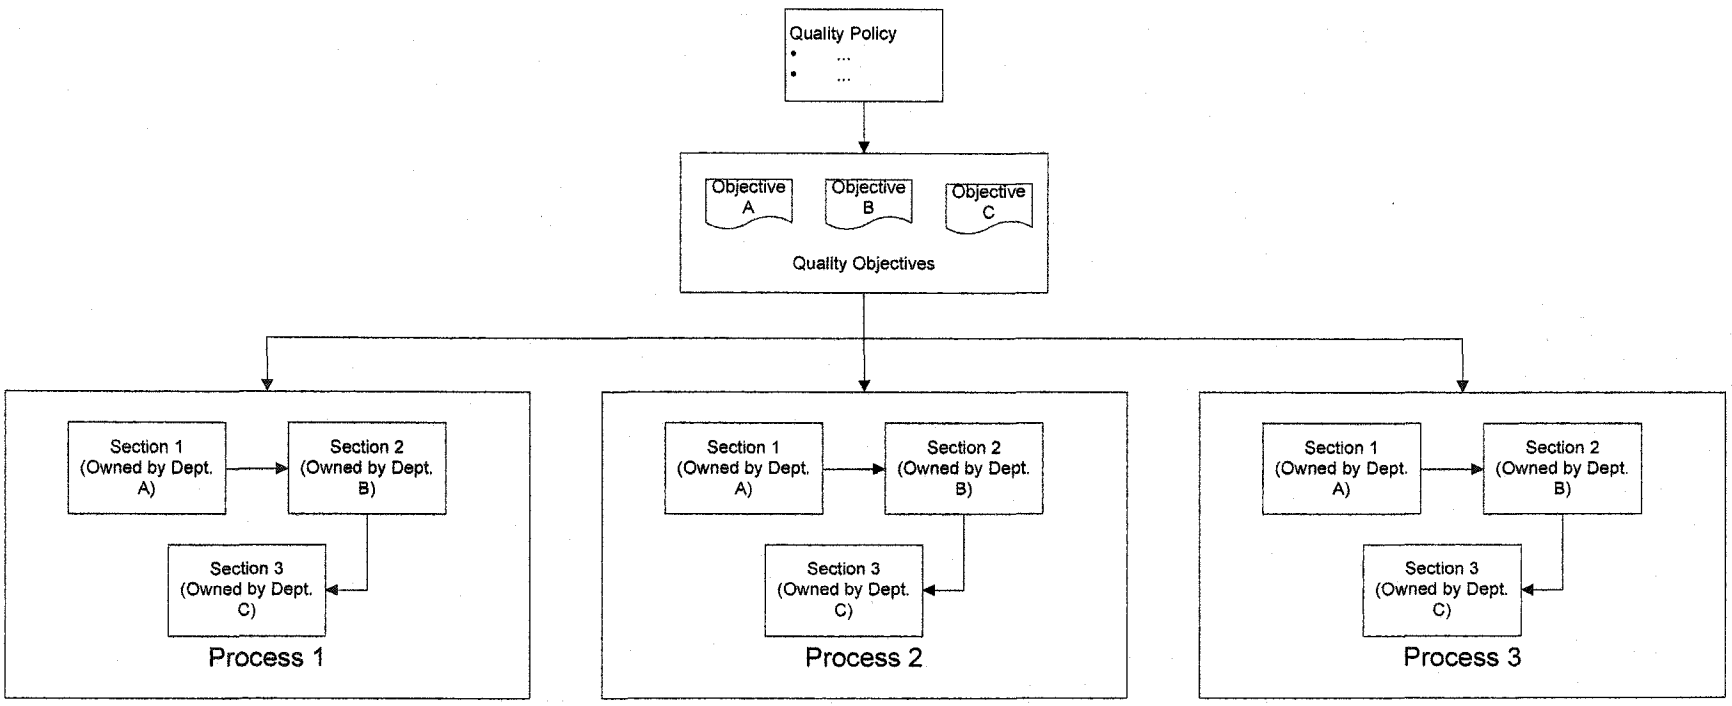 Quality Policy
• ...
• ...
Objective
A
Objective
B
Objective
C
Quality Objectives
Section 1
(Owned by Dept.
A)
Section 2
(Owned by Dept.
B)
Section 3
(Owned by Dept.
C)
Process 1
Section 1
(Owned by Dept.
A)
Section 2
(Owned by Dept.
B)
Section 3
(Owned by Dept.
C)
Process 2
Section 1
(Owned by Dept.
A)
Section 2
(Owned by Dept.
B)
Section 3
(Owned by Dept.
C)
Process 3